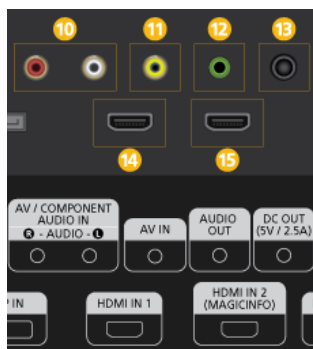 10 11 12 13
14 15
AV / COMPONENT
AUDIO IN
R - AUDIO - L
AV IN
AUDIO
OUT
DC OUT
(5V / 2.5A)
IN
HDMI IN 1
HDMI IN 2
(MAGICINFO)